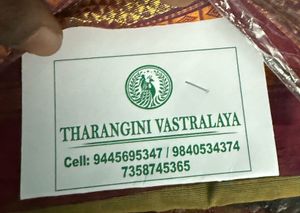 THARANGINI VASTRALAYA
Cell: 9445695347 / 9840534374
7358745365